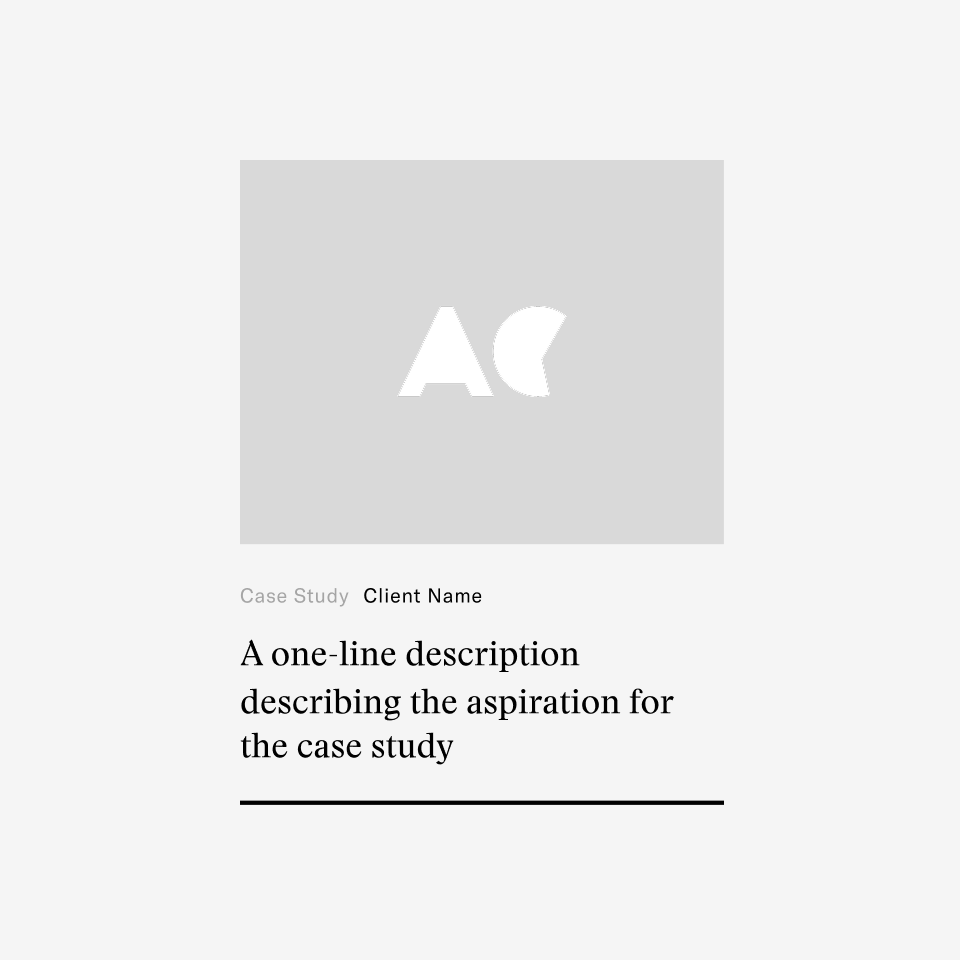 AC
Case Study Client Name
A one-line description
describing the aspiration for
the case study